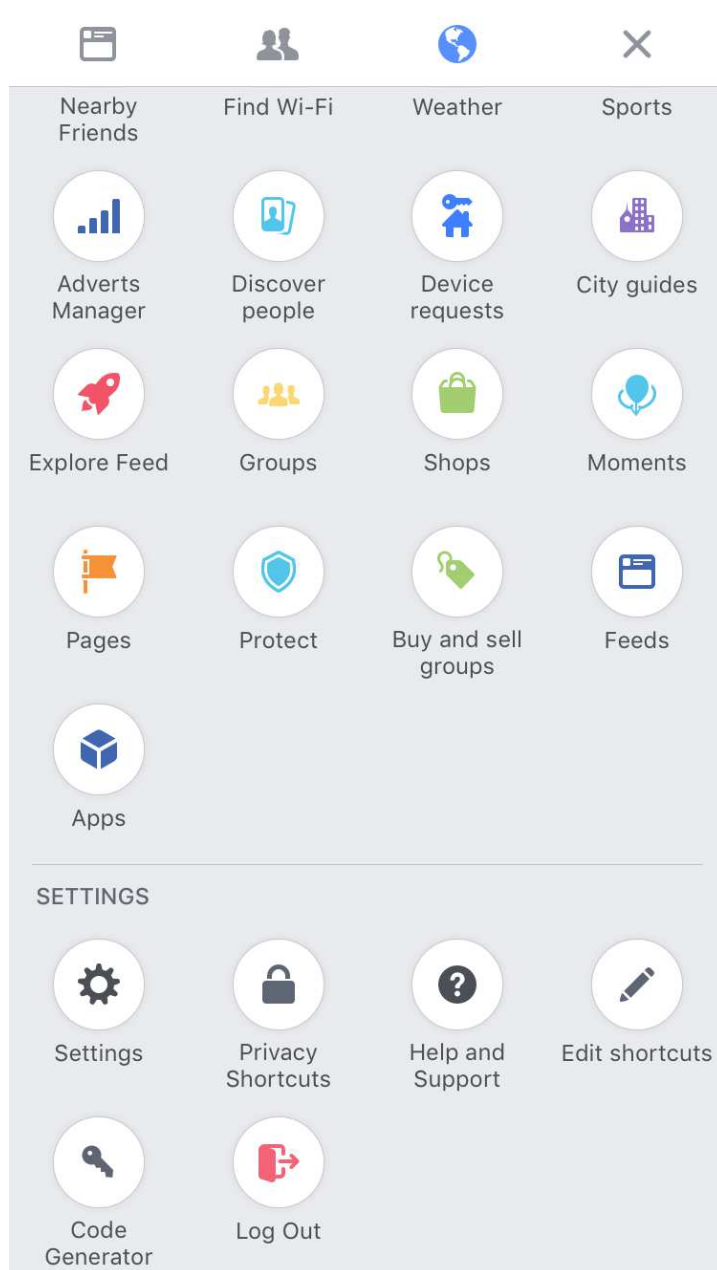 Nearby Friends
Find Wi-Fi
Weather
Sports
Adverts Manager
Discover people
Device requests
City guides
Explore Feed
Groups
Shops
Moments
Pages
Protect
Buy and sell groups
Feeds
Apps
SETTINGS
Settings
Privacy Shortcuts
Help and Support
Edit shortcuts
Code Generator
Log Out